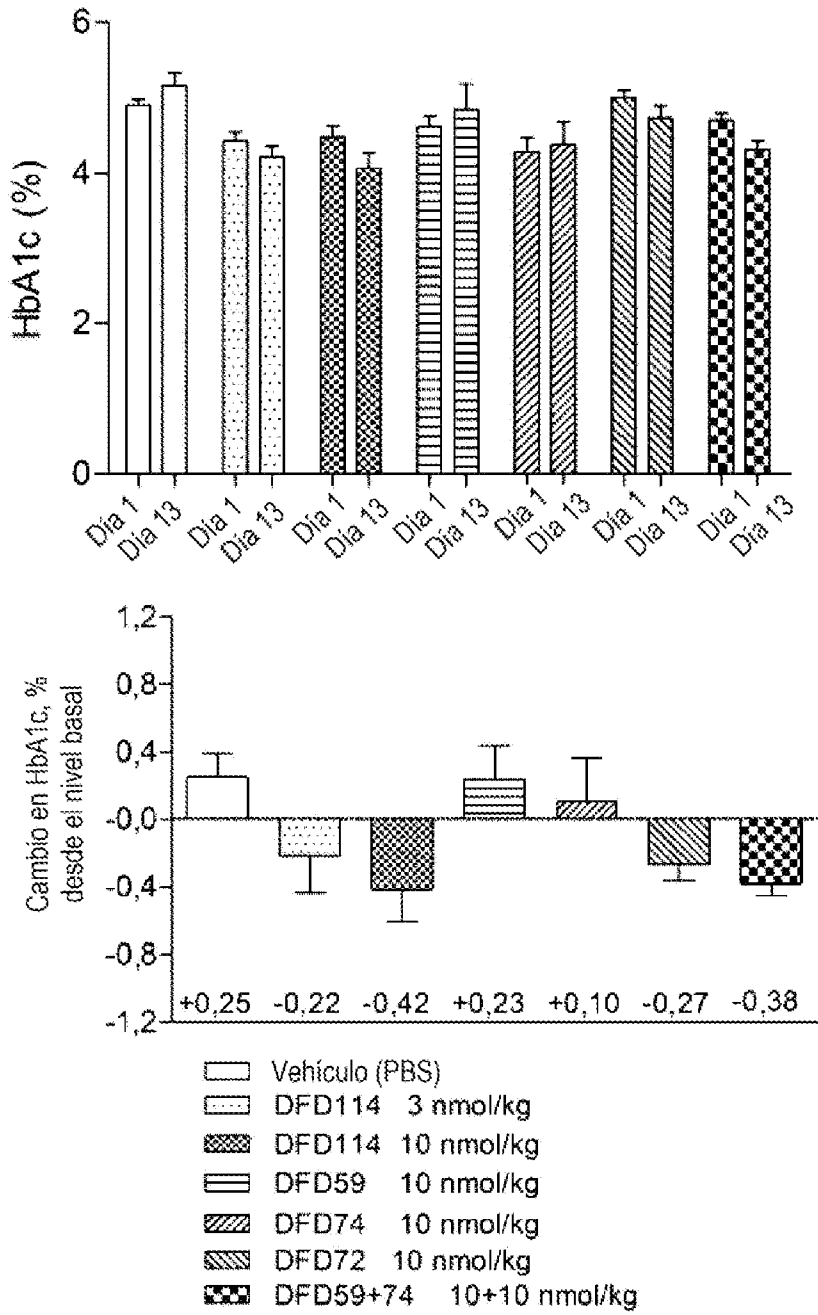 HbA1c (%)
6
4
2
0
Día 1
Día 13
Día 1
Día 13
Día 1
Día 13
Día 1
Día 13
Día 1
Día 13
Día 1
Día 13
Día 1
Día 13
Cambio en HbA1c, %
desde el nivel basal
1,2
0,8
0,4
-0,0
-0,4
-0,8
-1,2
+0,25 -0,22 -0,42 +0,23 +0,10 -0,27 -0,38
Vehículo (PBS)
DFD114 3 nmol/kg
DFD114 10 nmol/kg
DFD59 10 nmol/kg
DFD74 10 nmol/kg
DFD72 10 nmol/kg
DFD59+74 10+10 nmol/kg